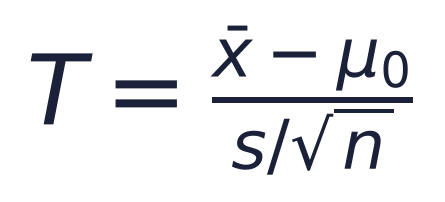 T = (x̄ − μ₀) / (s/√n)